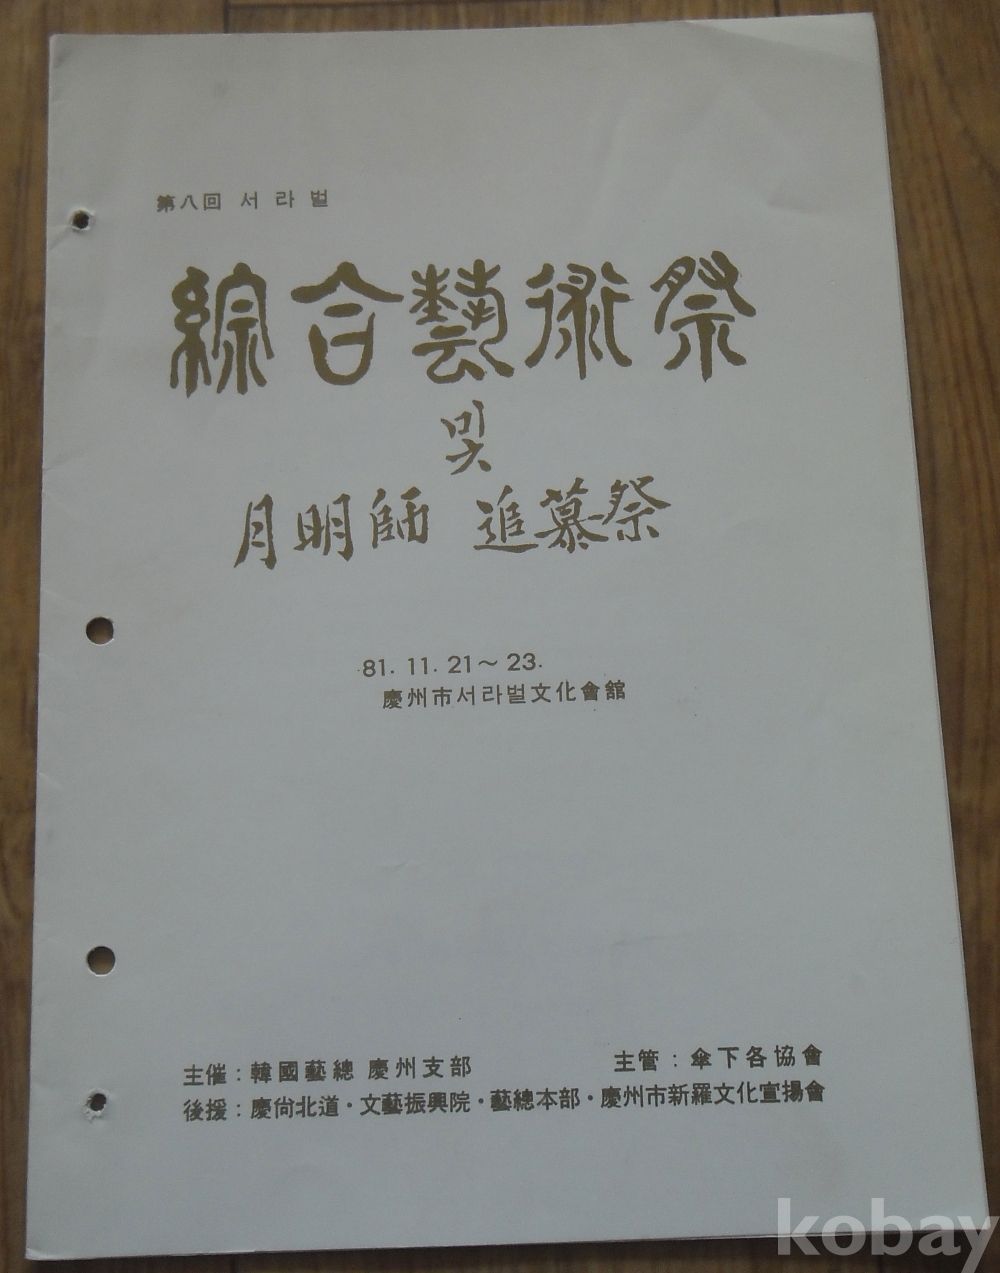 第八回 서라벌
綜合藝術祭
및
月明師 追慕祭
81. 11. 21～23.
慶州市서라벌文化會館
主催：韓國藝總 慶州支部 主管：傘下各協會
後援：慶尙北道·文藝振興院·藝總本部·慶州市新羅文化宣揚會
kobay